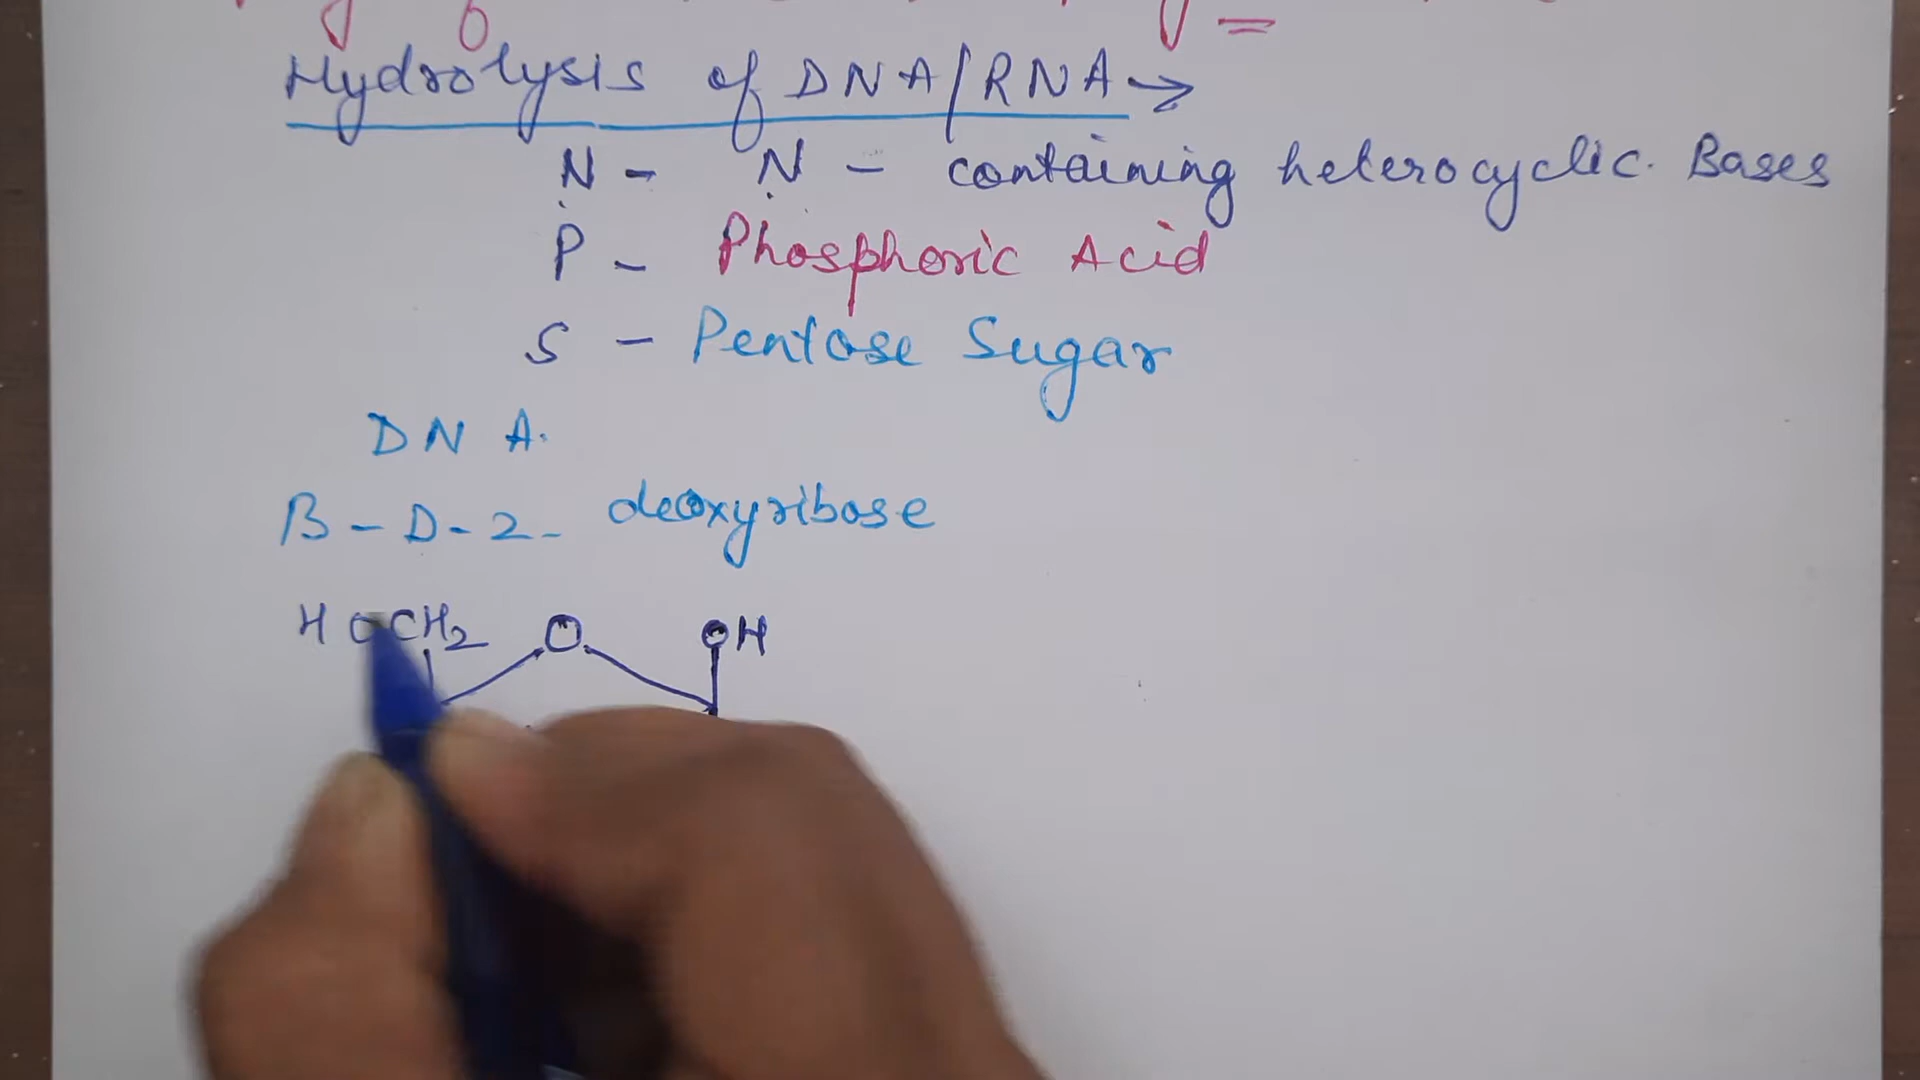 Hydrolysis of DNA/RNA →
N - N - containing heterocyclic. Bases
P - Phosphoric Acid
S - Pentose Sugar
DNA.
B - D - 2 - deoxyribose
HOCH2 O OH